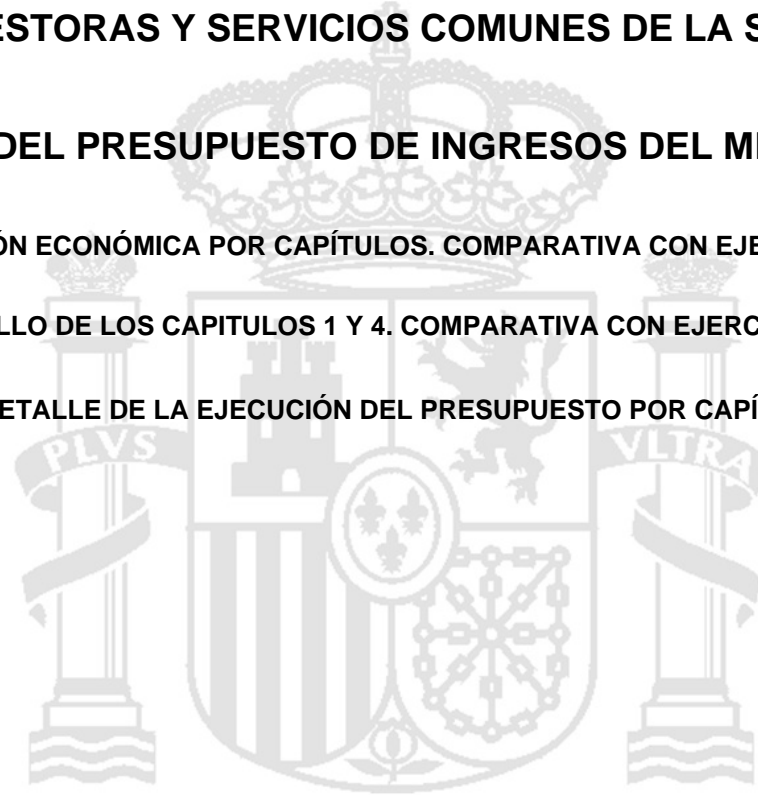 ESTORAS Y SERVICIOS COMUNES DE LA S
DEL PRESUPUESTO DE INGRESOS DEL ME
ÓN ECONÓMICA POR CAPÍTULOS. COMPARATIVA CON EJE
LLO DE LOS CAPITULOS 1 Y 4. COMPARATIVA CON EJERC
ETALLE DE LA EJECUCIÓN DEL PRESUPUESTO POR CAPÍ
PLVS VLTRA